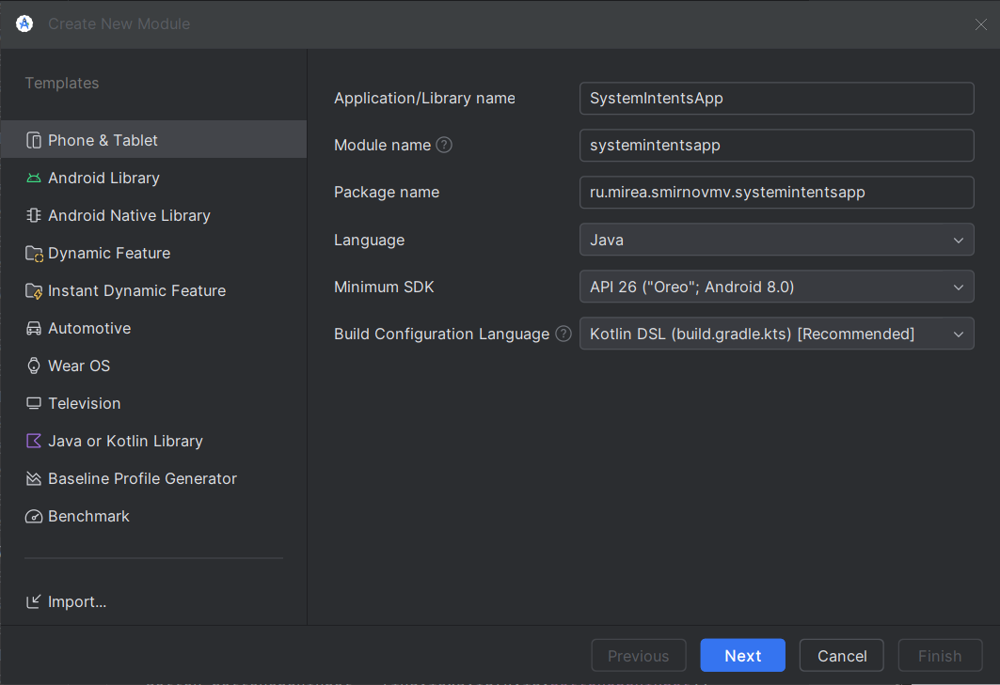 Create New Module
Templates
Phone & Tablet
Android Library
Android Native Library
Dynamic Feature
Instant Dynamic Feature
Automotive
Wear OS
Television
Java or Kotlin Library
Baseline Profile Generator
Benchmark
Import...
Application/Library name
SystemIntentsApp
Module name ?
systemintentsapp
Package name
ru.mirea.smirnovmv.systemintentsapp
Language
Java
Minimum SDK
API 26 ("Oreo"; Android 8.0)
Build Configuration Language ?
Kotlin DSL (build.gradle.kts) [Recommended]
Previous
Next
Cancel
Finish